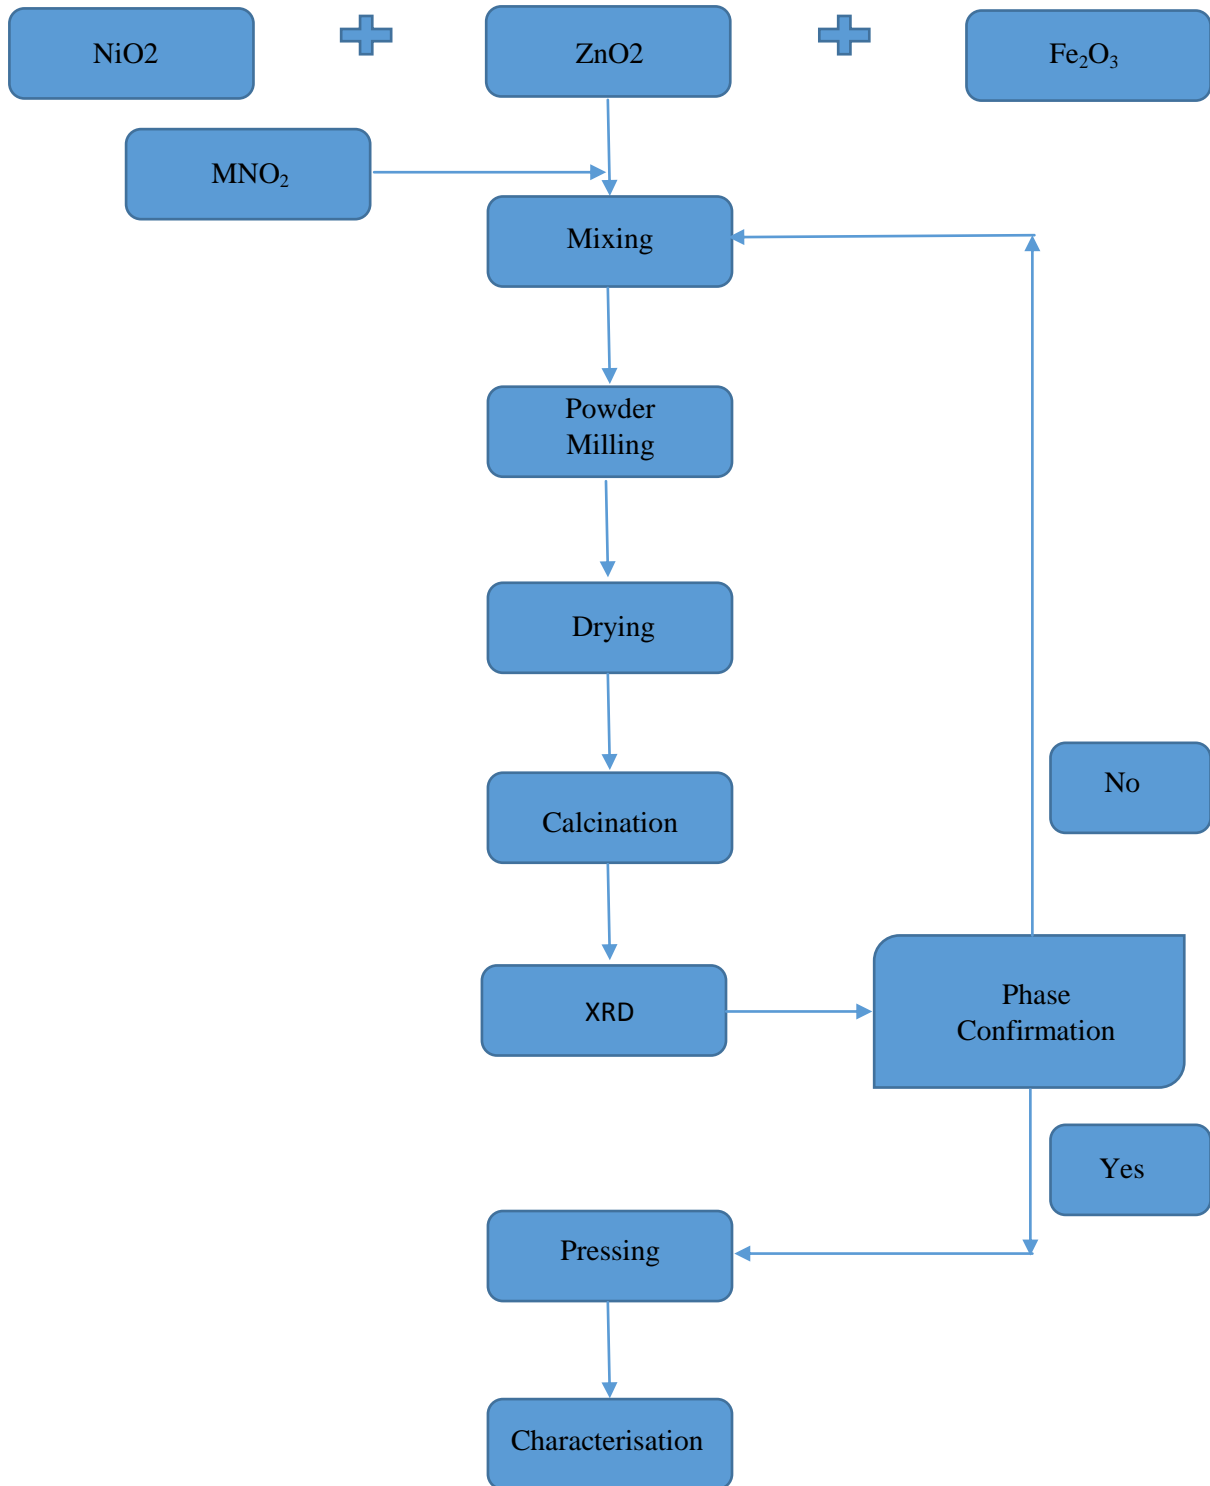 NiO2
ZnO2
Fe₂O₃
MNO₂
Mixing
Powder
Milling
Drying
Calcination
No
XRD
Phase
Confirmation
Yes
Pressing
Characterisation